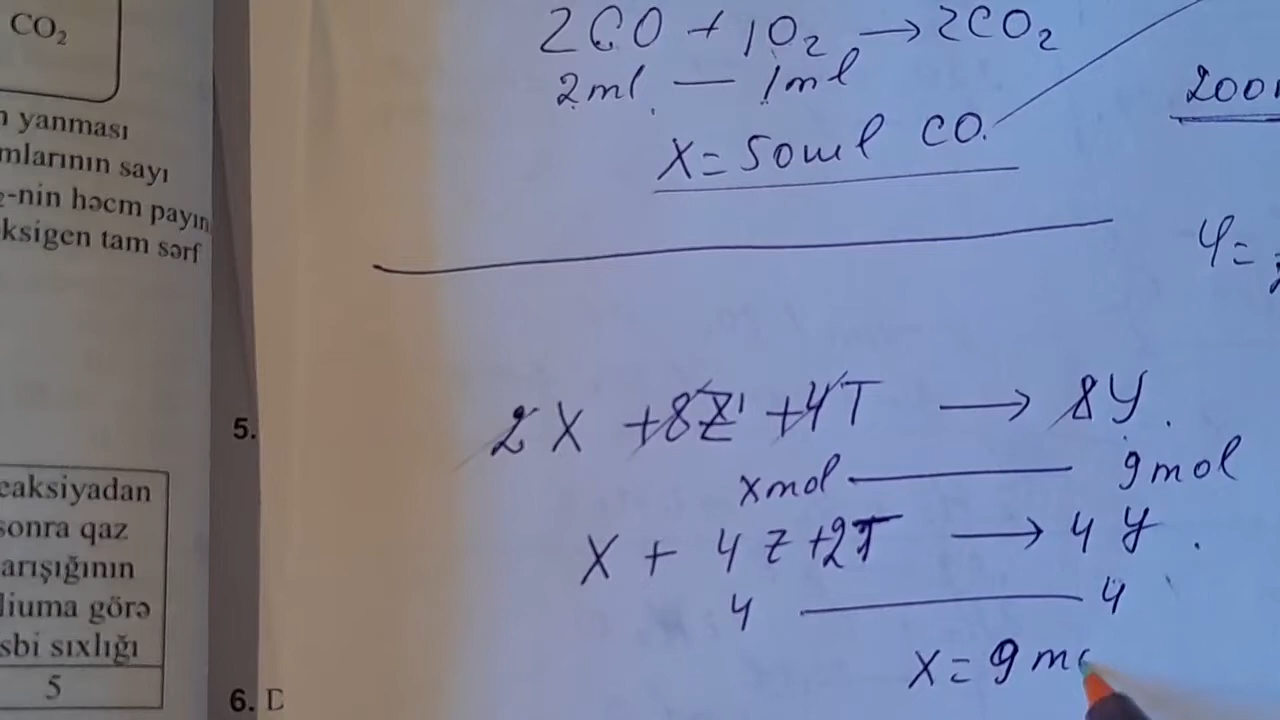 CO₂
yanması
mlarının sayı
-nin həcm payın
ksigen tam sərf
2CO + 1O₂ → 2CO₂
2ml — 1ml
x = 50ml CO.
φ =
5.
2X + 8Z + 4T → 8Y.
xmol — 9mol
X + 4Z + 2T → 4Y.
4 — 4
x = 9 m
eaksiyadan
sonra qaz
arışığının
liuma görə
sbi sıxlığı
5
6.